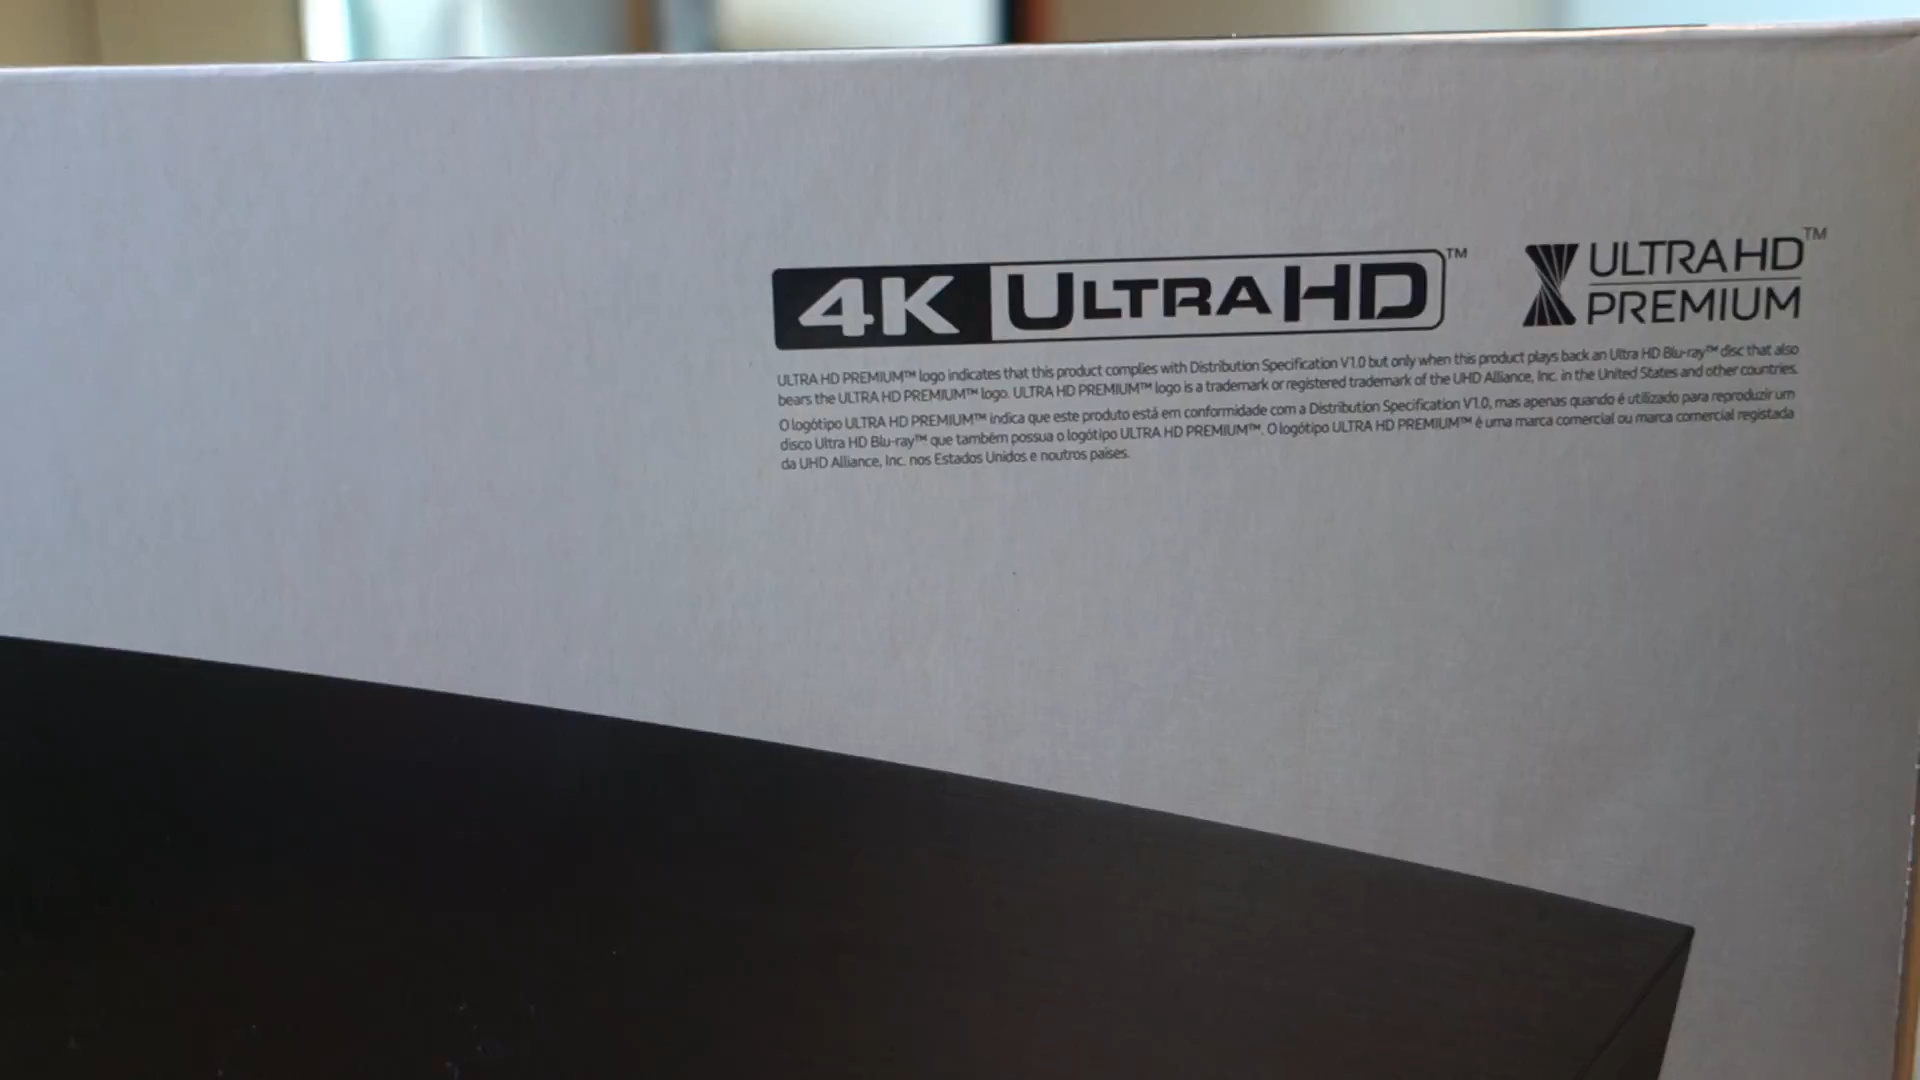 4K ULTRA HD™
ULTRA HD™
PREMIUM
ULTRA HD PREMIUM™ logo indicates that this product complies with Distribution Specification V1.0 but only when this product plays back an Ultra HD Blu-ray™ disc that also
bears the ULTRA HD PREMIUM™ logo. ULTRA HD PREMIUM™ logo is a trademark or registered trademark of the UHD Alliance, Inc. in the United States and other countries.
O logótipo ULTRA HD PREMIUM™ indica que este produto está em conformidade com a Distribution Specification V1.0, mas apenas quando é utilizado para reproduzir um
disco Ultra HD Blu-ray™ que também possua o logótipo ULTRA HD PREMIUM™. O logótipo ULTRA HD PREMIUM™ é uma marca comercial ou marca comercial registada
da UHD Alliance, Inc. nos Estados Unidos e noutros países.